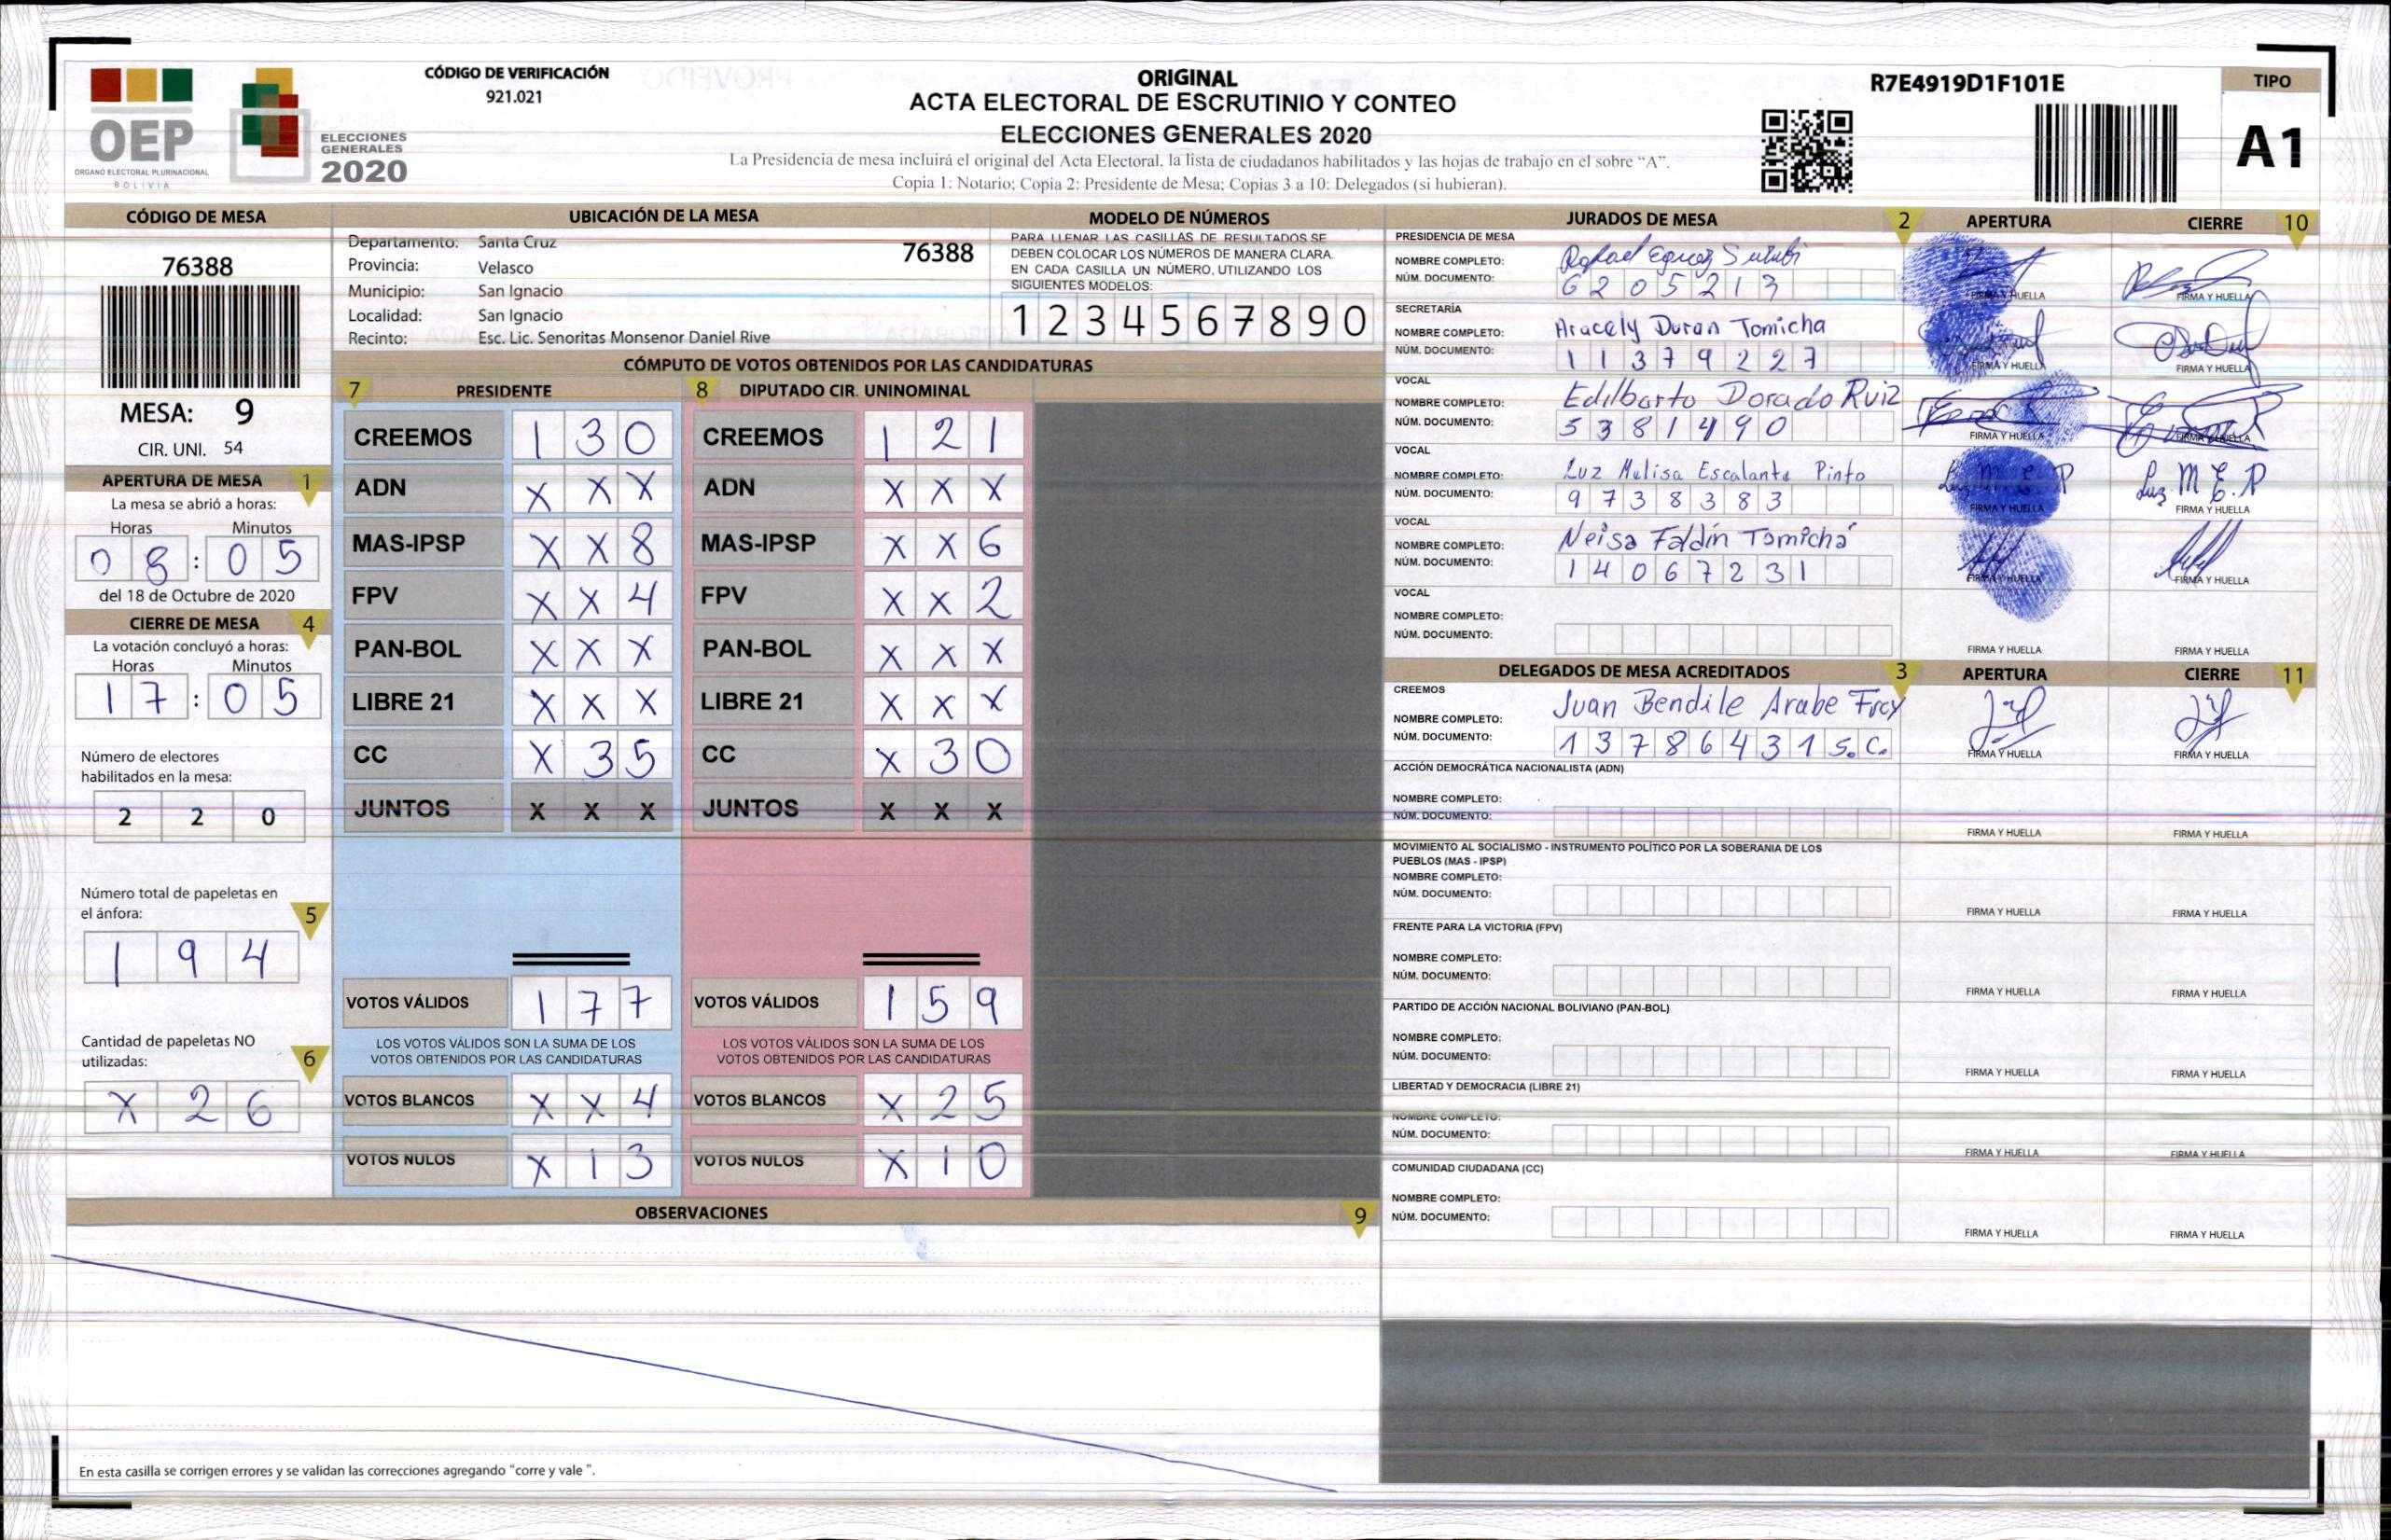 CÓDIGO DE VERIFICACIÓN
921.021
OEP
ÓRGANO ELECTORAL PLURINACIONAL
BOLIVIA
ELECCIONES
GENERALES
2020
ORIGINAL
ACTA ELECTORAL DE ESCRUTINIO Y CONTEO
ELECCIONES GENERALES 2020
La Presidencia de mesa incluirá el original del Acta Electoral, la lista de ciudadanos habilitados y las hojas de trabajo en el sobre “A”.
Copia 1: Notario; Copia 2: Presidente de Mesa; Copias 3 a 10: Delegados (si hubieran).
R7E4919D1F101E
TIPO
A1
CÓDIGO DE MESA
76388
MESA: 9
CIR. UNI. 54
APERTURA DE MESA 1
La mesa se abrió a horas:
Horas Minutos
08:05
del 18 de Octubre de 2020
CIERRE DE MESA 4
La votación concluyó a horas:
Horas Minutos
17:05
Número de electores
habilitados en la mesa:
2 2 0
Número total de papeletas en
el ánfora: 5
1 9 4
Cantidad de papeletas NO
utilizadas: 6
X 2 6
UBICACIÓN DE LA MESA
Departamento: Santa Cruz 76388
Provincia: Velasco
Municipio: San Ignacio
Localidad: San Ignacio
Recinto: Esc. Lic. Senoritas Monsenor Daniel Rive
MODELO DE NÚMEROS
PARA LLENAR LAS CASILLAS DE RESULTADOS SE
DEBEN COLOCAR LOS NÚMEROS DE MANERA CLARA.
EN CADA CASILLA UN NÚMERO, UTILIZANDO LOS
SIGUIENTES MODELOS:
1 2 3 4 5 6 7 8 9 0
CÓMPUTO DE VOTOS OBTENIDOS POR LAS CANDIDATURAS
7 PRESIDENTE 8 DIPUTADO CIR. UNINOMINAL
CREEMOS 1 3 0 CREEMOS 1 2 1
ADN X X X ADN X X X
MAS-IPSP X X 8 MAS-IPSP X X 6
FPV X X 4 FPV X X 2
PAN-BOL X X X PAN-BOL X X X
LIBRE 21 X X X LIBRE 21 X X X
CC X 3 5 CC X 3 0
JUNTOS X X X JUNTOS X X X
VOTOS VÁLIDOS 1 7 7 VOTOS VÁLIDOS 1 5 9
LOS VOTOS VÁLIDOS SON LA SUMA DE LOS LOS VOTOS VÁLIDOS SON LA SUMA DE LOS
VOTOS OBTENIDOS POR LAS CANDIDATURAS VOTOS OBTENIDOS POR LAS CANDIDATURAS
VOTOS BLANCOS X X 4 VOTOS BLANCOS X 2 5
VOTOS NULOS X 1 3 VOTOS NULOS X 1 0
OBSERVACIONES 9
En esta casilla se corrigen errores y se validan las correcciones agregando “corre y vale ”.
JURADOS DE MESA 2 APERTURA CIERRE 10
PRESIDENCIA DE MESA
NOMBRE COMPLETO: Rafael
NÚM. DOCUMENTO: 6205213
FIRMA Y HUELLA FIRMA Y HUELLA
SECRETARÍA
NOMBRE COMPLETO: Aracely Duran Tomicha
NÚM. DOCUMENTO: 11379227
FIRMA Y HUELLA FIRMA Y HUELLA
VOCAL
NOMBRE COMPLETO: Edilbarto Dorado Ruiz
NÚM. DOCUMENTO: 5381490
FIRMA Y HUELLA FIRMA Y HUELLA
VOCAL
NOMBRE COMPLETO: Luz Melisa Escalante Pinto
NÚM. DOCUMENTO: 9738383
Luz M E. P
FIRMA Y HUELLA FIRMA Y HUELLA
VOCAL
NOMBRE COMPLETO: Neisa Faldín Tomichá
NÚM. DOCUMENTO: 14067231
FIRMA Y HUELLA FIRMA Y HUELLA
VOCAL
NOMBRE COMPLETO:
NÚM. DOCUMENTO:
FIRMA Y HUELLA FIRMA Y HUELLA
DELEGADOS DE MESA ACREDITADOS 3 APERTURA CIERRE 11
CREEMOS
NOMBRE COMPLETO: Juan Bendile Arabe Frey
NÚM. DOCUMENTO: 13786431 S.C.
FIRMA Y HUELLA FIRMA Y HUELLA
ACCIÓN DEMOCRÁTICA NACIONALISTA (ADN)
NOMBRE COMPLETO:
NÚM. DOCUMENTO:
FIRMA Y HUELLA FIRMA Y HUELLA
MOVIMIENTO AL SOCIALISMO - INSTRUMENTO POLÍTICO POR LA SOBERANIA DE LOS
PUEBLOS (MAS - IPSP)
NOMBRE COMPLETO:
NÚM. DOCUMENTO:
FIRMA Y HUELLA FIRMA Y HUELLA
FRENTE PARA LA VICTORIA (FPV)
NOMBRE COMPLETO:
NÚM. DOCUMENTO:
FIRMA Y HUELLA FIRMA Y HUELLA
PARTIDO DE ACCIÓN NACIONAL BOLIVIANO (PAN-BOL)
NOMBRE COMPLETO:
NÚM. DOCUMENTO:
FIRMA Y HUELLA FIRMA Y HUELLA
LIBERTAD Y DEMOCRACIA (LIBRE 21)
NOMBRE COMPLETO:
NÚM. DOCUMENTO:
FIRMA Y HUELLA FIRMA Y HUELLA
COMUNIDAD CIUDADANA (CC)
NOMBRE COMPLETO:
NÚM. DOCUMENTO:
FIRMA Y HUELLA FIRMA Y HUELLA